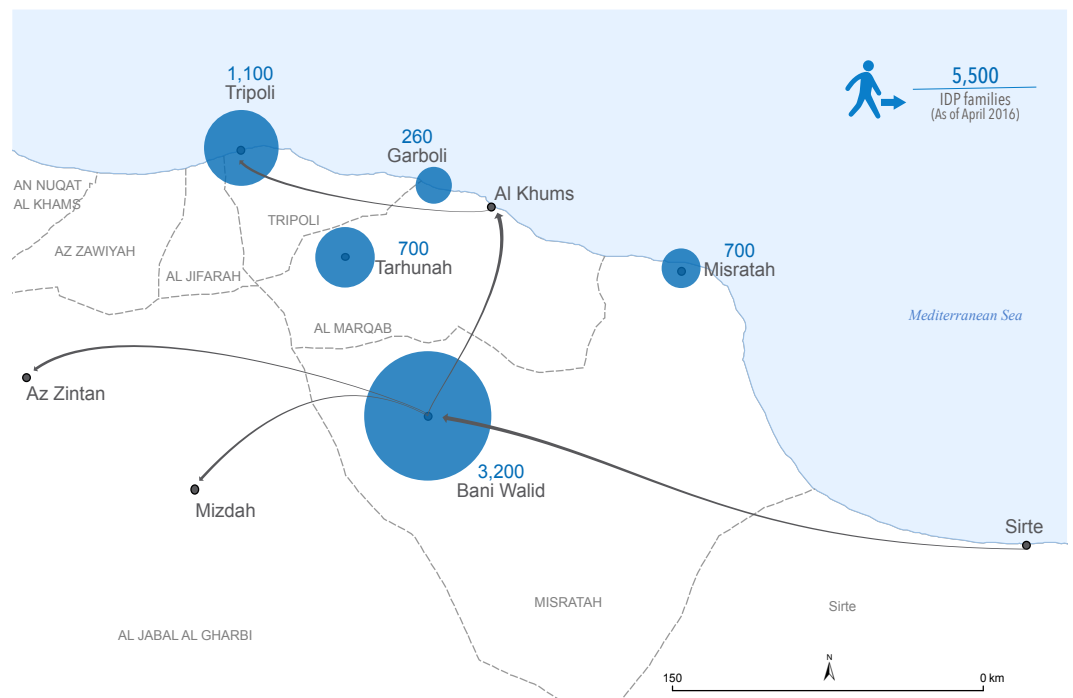 1,100
Tripoli
5,500
IDP families
(As of April 2016)
260
Garboli
AN NUQAT
AL KHAMS
Al Khums
TRIPOLI
AZ ZAWIYAH
700
Tarhunah
700
Misratah
AL JIFARAH
Mediterranean Sea
AL MARQAB
Az Zintan
3,200
Bani Walid
Mizdah
Sirte
MISRATAH
Sirte
AL JABAL AL GHARBI
N
150
0 km